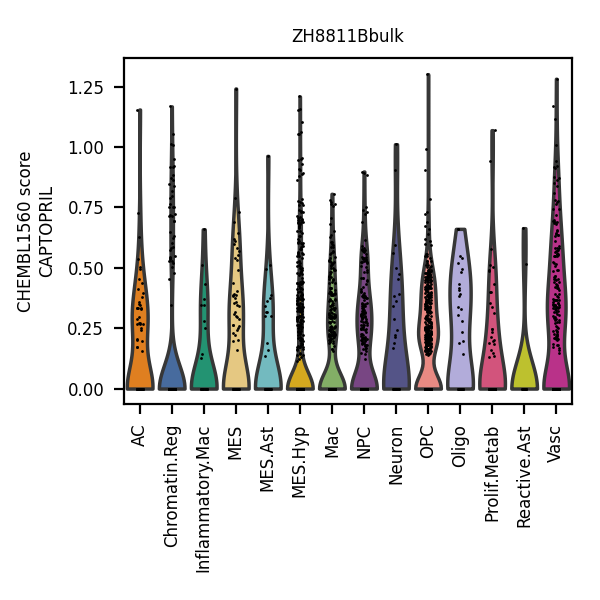 ZH8811Bbulk
CHEMBL1560 score
CAPTOPRIL
1.25
1.00
0.75
0.50
0.25
0.00
AC
Chromatin.Reg
Inflammatory.Mac
MES
MES.Ast
MES.Hyp
Mac
NPC
Neuron
OPC
Oligo
Prolif.Metab
Reactive.Ast
Vasc